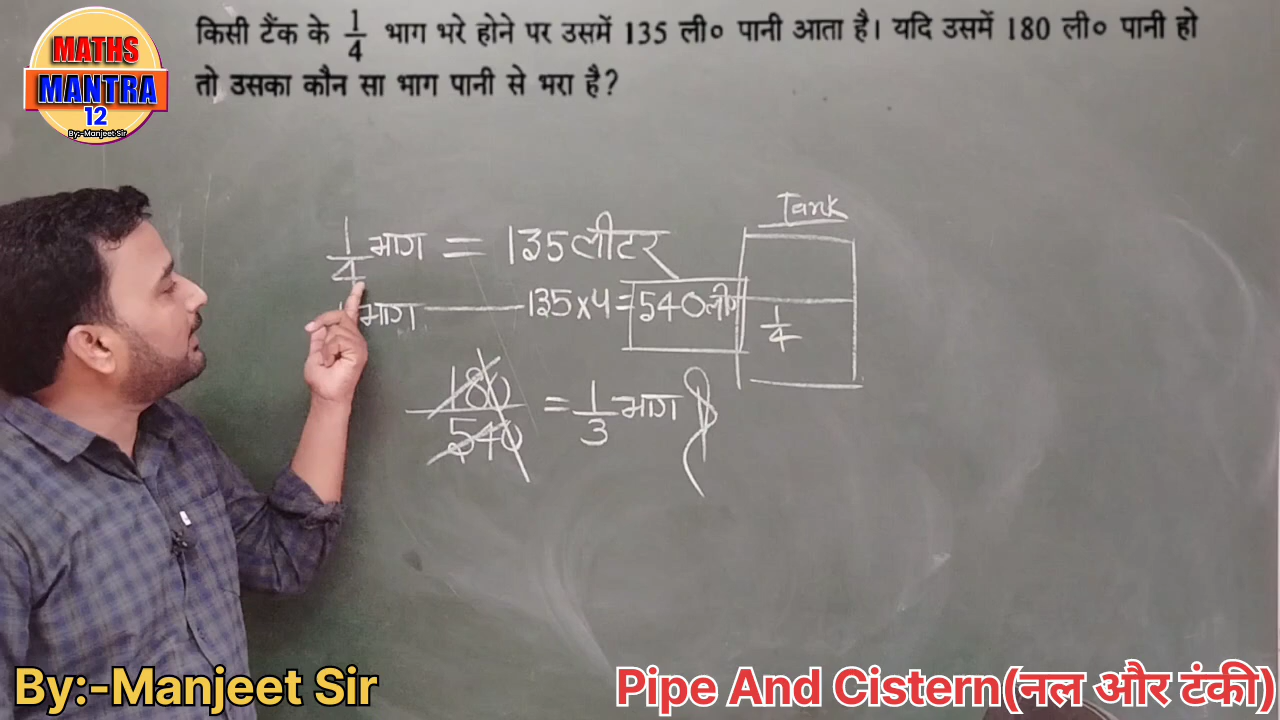 MATHS
MANTRA
12
By:-Manjeet Sir
किसी टैंक के 1/4 भाग भरे होने पर उसमें 135 ली० पानी आता है। यदि उसमें 180 ली० पानी हो
तो उसका कौन सा भाग पानी से भरा है?
Tank
1/4 भाग = 135 लीटर
1 भाग — 135 x 4 = 540 ली०
1/4
180/540 = 1/3 भाग
By:-Manjeet Sir
Pipe And Cistern(नल और टंकी)